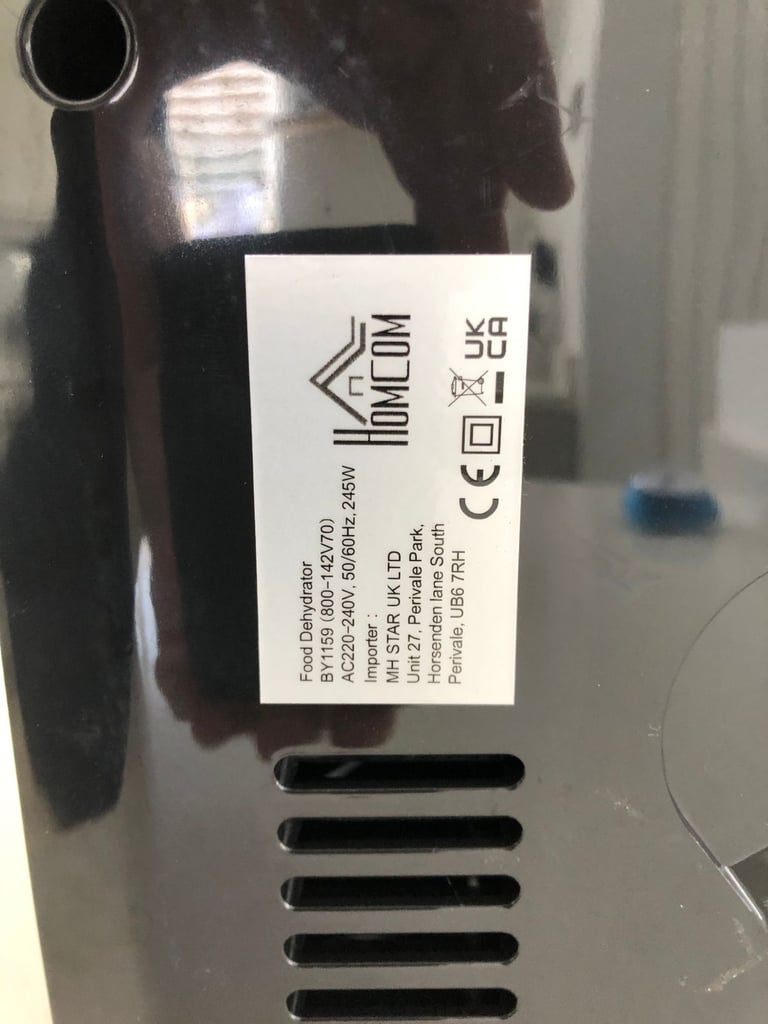 HOMCOM
Food Dehydrator
BY1159 (800-142V70)
AC220-240V, 50/60Hz, 245W
Importer :
MH STAR UK LTD
Unit 27, Perivale Park,
Horsenden lane South
Perivale, UB6 7RH
CE
UK
CA